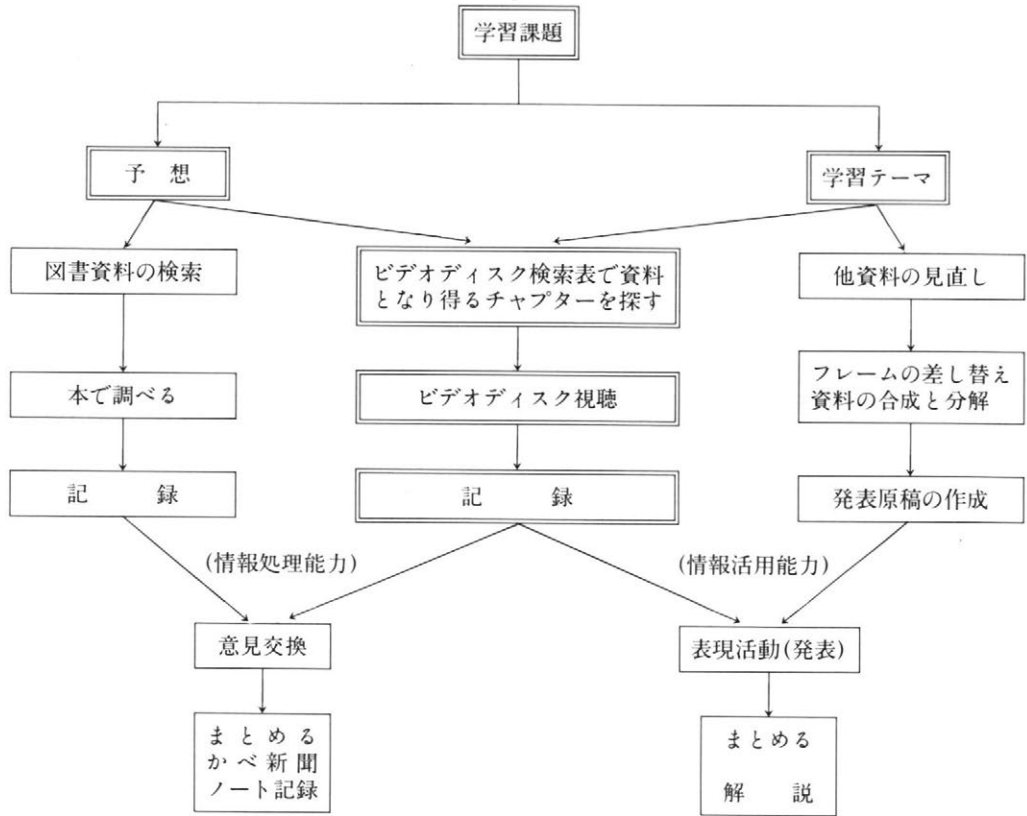 学習課題
予　想
学習テーマ
図書資料の検索
ビデオディスク検索表で資料
となり得るチャプターを探す
他資料の見直し
本で調べる
ビデオディスク視聴
フレームの差し替え
資料の合成と分解
記　　録
記　　録
発表原稿の作成
(情報処理能力)
(情報活用能力)
意見交換
表現活動(発表)
まとめる
かべ新聞
ノート記録
まとめる
解　説